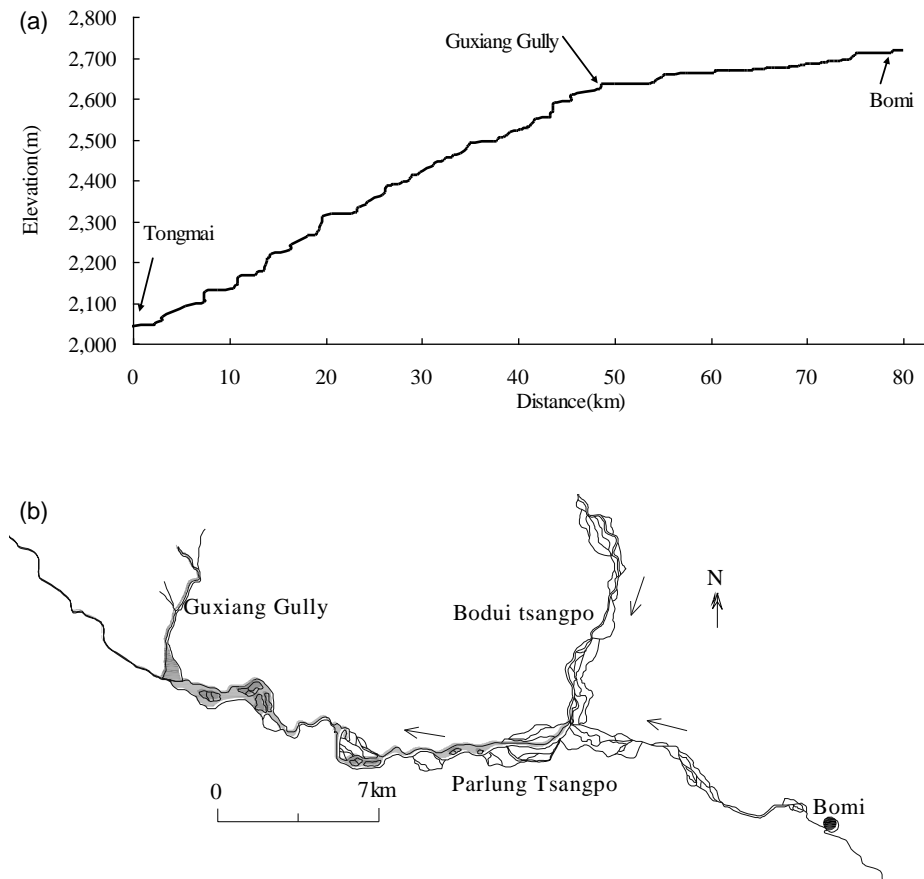 (a)
2,800
2,700
2,600
2,500
2,400
2,300
2,200
2,100
2,000
Elevation(m)
Guxiang Gully
Bomi
Tongmai
0 10 20 30 40 50 60 70 80
Distance(km)
(b)
Guxiang Gully
Bodui tsangpo
N
Parlung Tsangpo
0 7km
Bomi